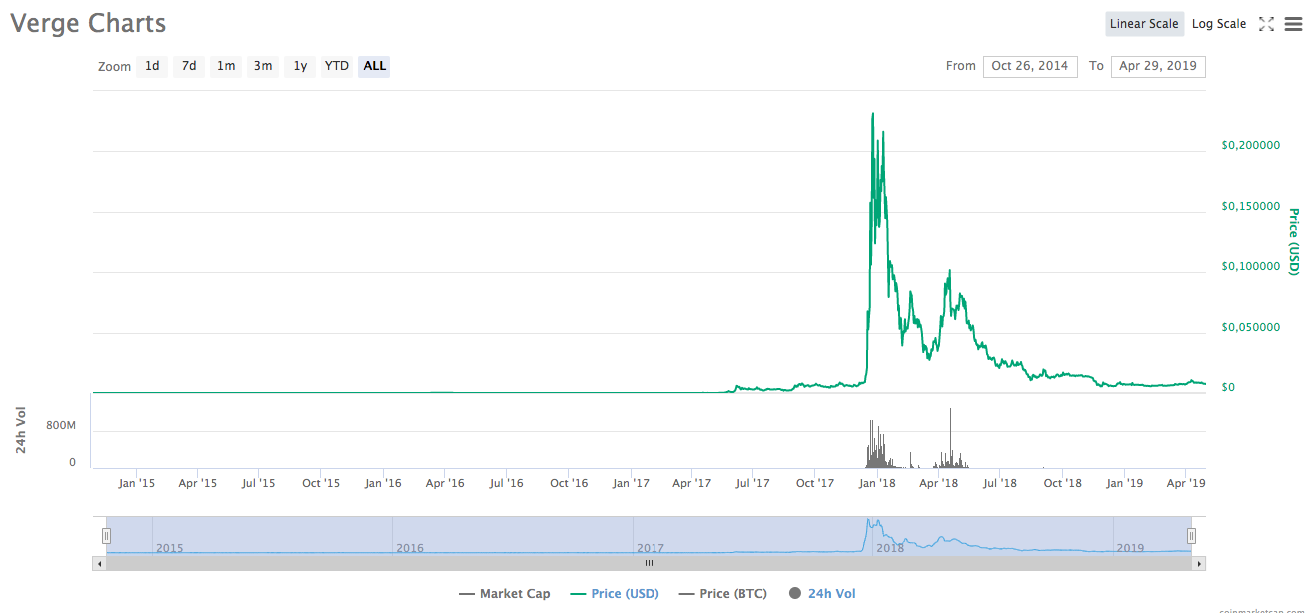 Verge Charts
Linear Scale Log Scale
Zoom 1d 7d 1m 3m 1y YTD ALL
From Oct 26, 2014 To Apr 29, 2019
$0,200000
$0,150000
$0,100000
$0,050000
$0
Price (USD)
24h Vol
800M
0
Jan '15 Apr '15 Jul '15 Oct '15 Jan '16 Apr '16 Jul '16 Oct '16 Jan '17 Apr '17 Jul '17 Oct '17 Jan '18 Apr '18 Jul '18 Oct '18 Jan '19 Apr '19
2015 2016 2017 2018 2019
Market Cap Price (USD) Price (BTC) 24h Vol
coinmarketcap.com